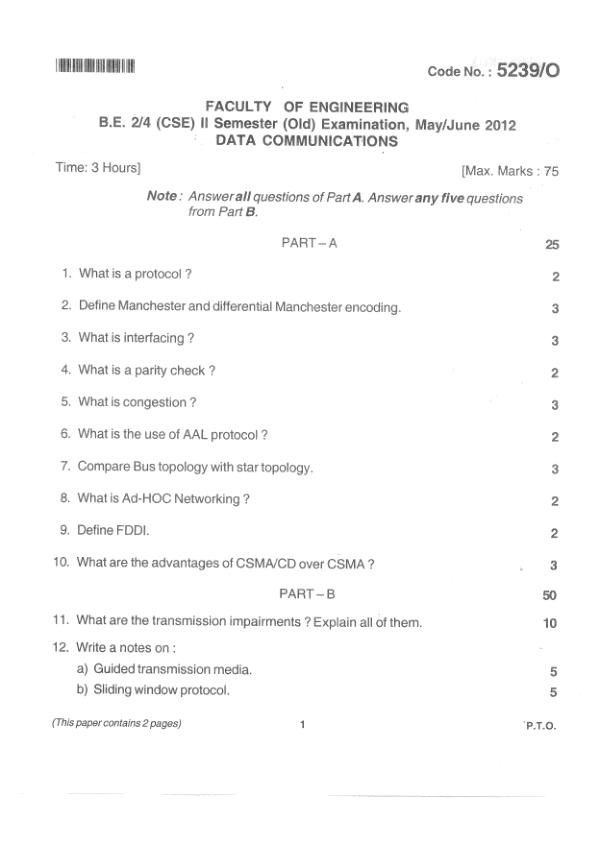 Code No. : 5239/O
FACULTY OF ENGINEERING
B.E. 2/4 (CSE) II Semester (Old) Examination, May/June 2012
DATA COMMUNICATIONS
Time: 3 Hours] [Max. Marks : 75
Note : Answer all questions of Part A. Answer any five questions
from Part B.
PART – A 25
1. What is a protocol ? 2
2. Define Manchester and differential Manchester encoding. 3
3. What is interfacing ? 3
4. What is a parity check ? 2
5. What is congestion ? 3
6. What is the use of AAL protocol ? 2
7. Compare Bus topology with star topology. 3
8. What is Ad-HOC Networking ? 2
9. Define FDDI. 2
10. What are the advantages of CSMA/CD over CSMA ? 3
PART – B 50
11. What are the transmission impairments ? Explain all of them. 10
12. Write a notes on :
a) Guided transmission media. 5
b) Sliding window protocol. 5
(This paper contains 2 pages) 1 P.T.O.